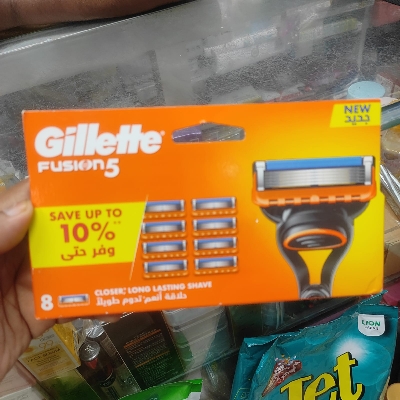 Gillette®
FUSION5
NEW
جديد
SAVE UP TO
10%**
وفر حتى
8
CLOSER,* LONG LASTING SHAVE
حلاقة أنعم،* تدوم طويلاً
LION
Jet